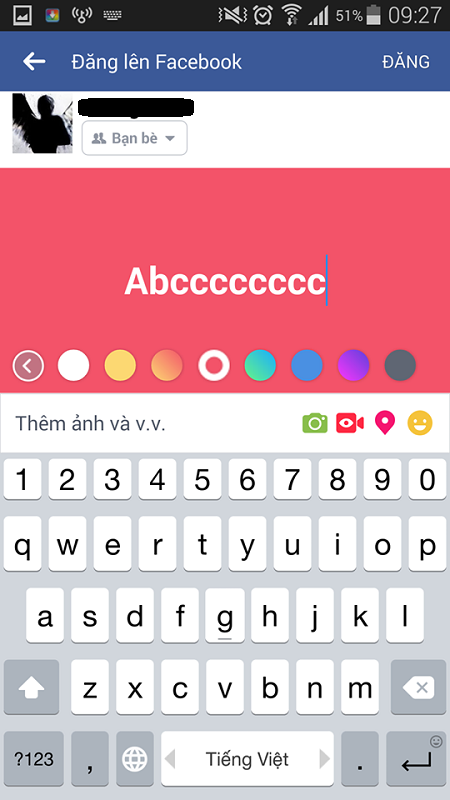 51% 09:27
Đăng lên Facebook ĐĂNG
Bạn bè
Abcccccccc
Thêm ảnh và v.v.
1 2 3 4 5 6 7 8 9 0
q w e r t y u i o p
a s d f g h j k l
z x c v b n m
?123 , Tiếng Việt .